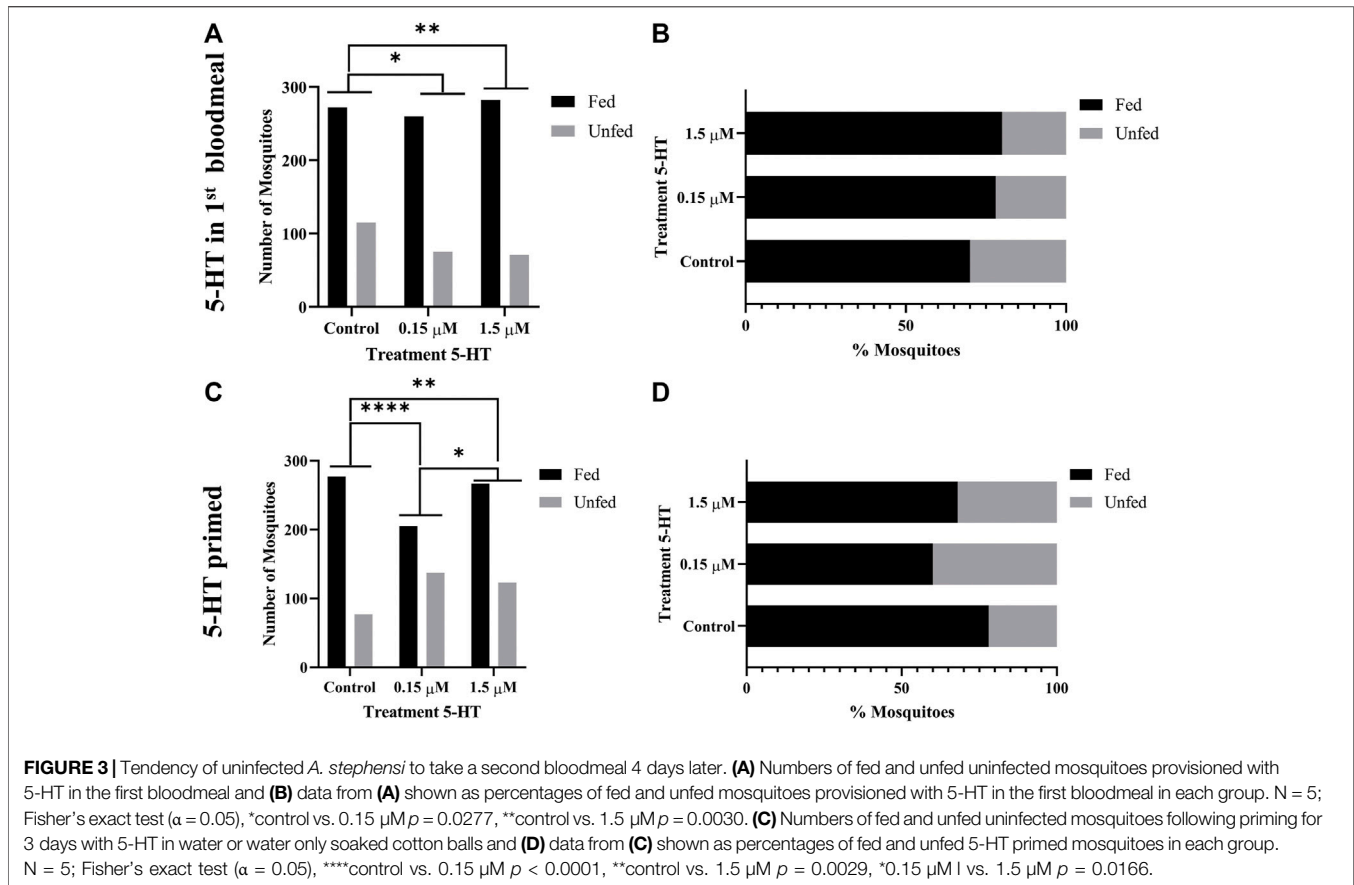 A
5-HT in 1st bloodmeal
**
*
Number of Mosquitoes
300
200
100
0
Control 0.15 μM 1.5 μM
Treatment 5-HT
Fed
Unfed
B
Treatment 5-HT
1.5 μM
0.15 μM
Control
0 50 100
% Mosquitoes
Fed
Unfed
C
5-HT primed
**
****
*
Number of Mosquitoes
300
200
100
0
Control 0.15 μM 1.5 μM
Treatment 5-HT
Fed
Unfed
D
Treatment 5-HT
1.5 μM
0.15 μM
Control
0 50 100
% Mosquitoes
Fed
Unfed
FIGURE 3 | Tendency of uninfected A. stephensi to take a second bloodmeal 4 days later. (A) Numbers of fed and unfed uninfected mosquitoes provisioned with
5-HT in the first bloodmeal and (B) data from (A) shown as percentages of fed and unfed mosquitoes provisioned with 5-HT in the first bloodmeal in each group. N = 5;
Fisher's exact test (α = 0.05), *control vs. 0.15 μM p = 0.0277, **control vs. 1.5 μM p = 0.0030. (C) Numbers of fed and unfed uninfected mosquitoes following priming for
3 days with 5-HT in water or water only soaked cotton balls and (D) data from (C) shown as percentages of fed and unfed 5-HT primed mosquitoes in each group.
N = 5; Fisher's exact test (α = 0.05), ****control vs. 0.15 μM p < 0.0001, **control vs. 1.5 μM p = 0.0029, *0.15 μM l vs. 1.5 μM p = 0.0166.